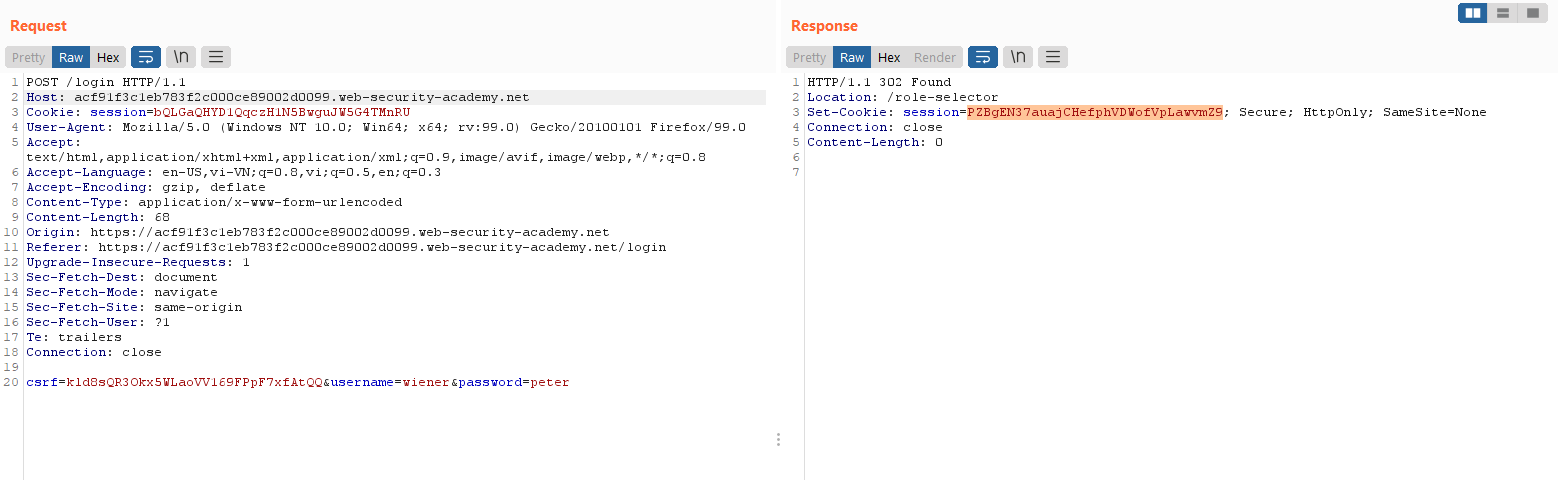 Request
Pretty Raw Hex \n
1 POST /login HTTP/1.1
2 Host: acf91f3c1eb783f2c000ce89002d0099.web-security-academy.net
3 Cookie: session=bQLGaQHYD1QqczH1N5BwguJW5G4TMnRU
4 User-Agent: Mozilla/5.0 (Windows NT 10.0; Win64; x64; rv:99.0) Gecko/20100101 Firefox/99.0
5 Accept:
text/html,application/xhtml+xml,application/xml;q=0.9,image/avif,image/webp,*/*;q=0.8
6 Accept-Language: en-US,vi-VN;q=0.8,vi;q=0.5,en;q=0.3
7 Accept-Encoding: gzip, deflate
8 Content-Type: application/x-www-form-urlencoded
9 Content-Length: 68
10 Origin: https://acf91f3c1eb783f2c000ce89002d0099.web-security-academy.net
11 Referer: https://acf91f3c1eb783f2c000ce89002d0099.web-security-academy.net/login
12 Upgrade-Insecure-Requests: 1
13 Sec-Fetch-Dest: document
14 Sec-Fetch-Mode: navigate
15 Sec-Fetch-Site: same-origin
16 Sec-Fetch-User: ?1
17 Te: trailers
18 Connection: close
19
20 csrf=kld8sQR3Okx5WLaoVV169FPpF7xfAtQQ&username=wiener&password=peter
Response
Pretty Raw Hex Render \n
1 HTTP/1.1 302 Found
2 Location: /role-selector
3 Set-Cookie: session=PZBgEN37auajCHefphVDWofVpLawvmZ9; Secure; HttpOnly; SameSite=None
4 Connection: close
5 Content-Length: 0
6
7